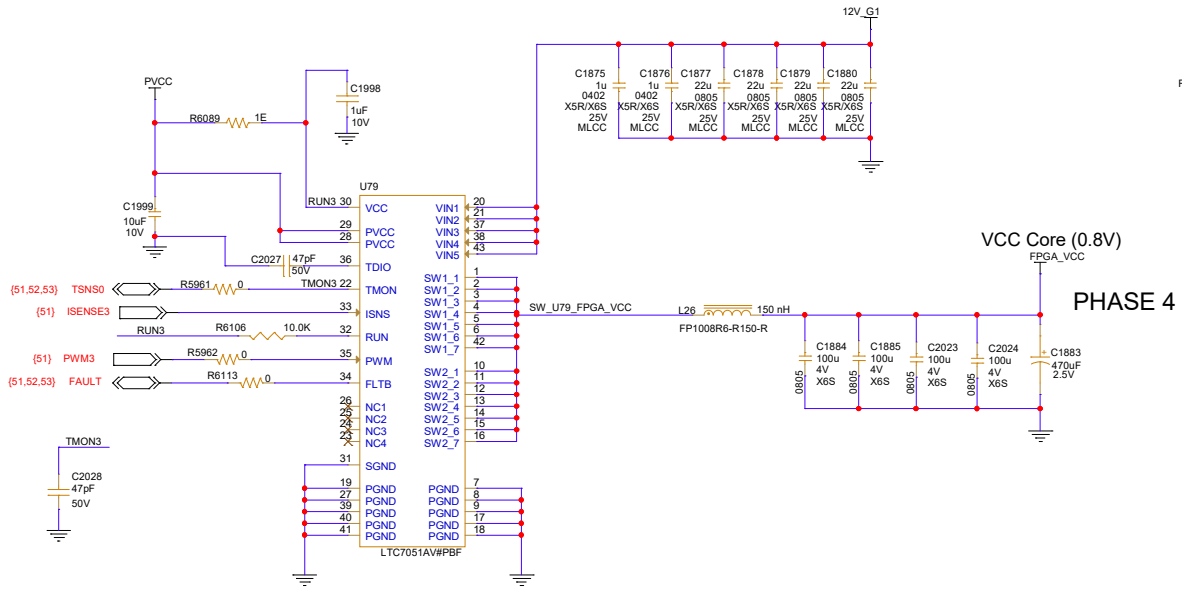 12V_G1
C1875
1u
0402
X5R/X6S
25V
MLCC
C1876
1u
0402
X5R/X6S
25V
MLCC
C1877
22u
0805
X5R/X6S
25V
MLCC
C1878
22u
0805
X5R/X6S
25V
MLCC
C1879
22u
0805
X5R/X6S
25V
MLCC
C1880
22u
0805
X5R/X6S
25V
MLCC
PVCC
R6089 1E
C1998
1uF
10V
C1999
10uF
10V
C2027 47pF
50V
{51,52,53} TSNS0 R5961 0 TMON3
{51} ISENSE3
RUN3 R6106 10.0K
{51} PWM3 R5962 0
{51,52,53} FAULT R6113 0
TMON3
C2028
47pF
50V
U79
RUN3 30 VCC
29 PVCC
28 PVCC
36 TDIO
22 TMON
33 ISNS
32 RUN
35 PWM
34 FLTB
26 NC1
25 NC2
24 NC3
23 NC4
31 SGND
19 PGND
27 PGND
39 PGND
40 PGND
41 PGND
VIN1 20
VIN2 21
VIN3 37
VIN4 38
VIN5 43
SW1_1 1
SW1_2 2
SW1_3 3
SW1_4 4
SW1_5 5
SW1_6 6
SW1_7 42
SW2_1 10
SW2_2 11
SW2_3 12
SW2_4 13
SW2_5 14
SW2_6 15
SW2_7 16
PGND 7
PGND 8
PGND 9
PGND 17
PGND 18
LTC7051AV#PBF
SW_U79_FPGA_VCC
L26 150 nH
FP1008R6-R150-R
VCC Core (0.8V)
FPGA_VCC
PHASE 4
C1884
100u
4V
X6S
0805
C1885
100u
4V
X6S
0805
C2023
100u
4V
X6S
0805
C2024
100u
4V
X6S
0805
+
C1883
470uF
2.5V